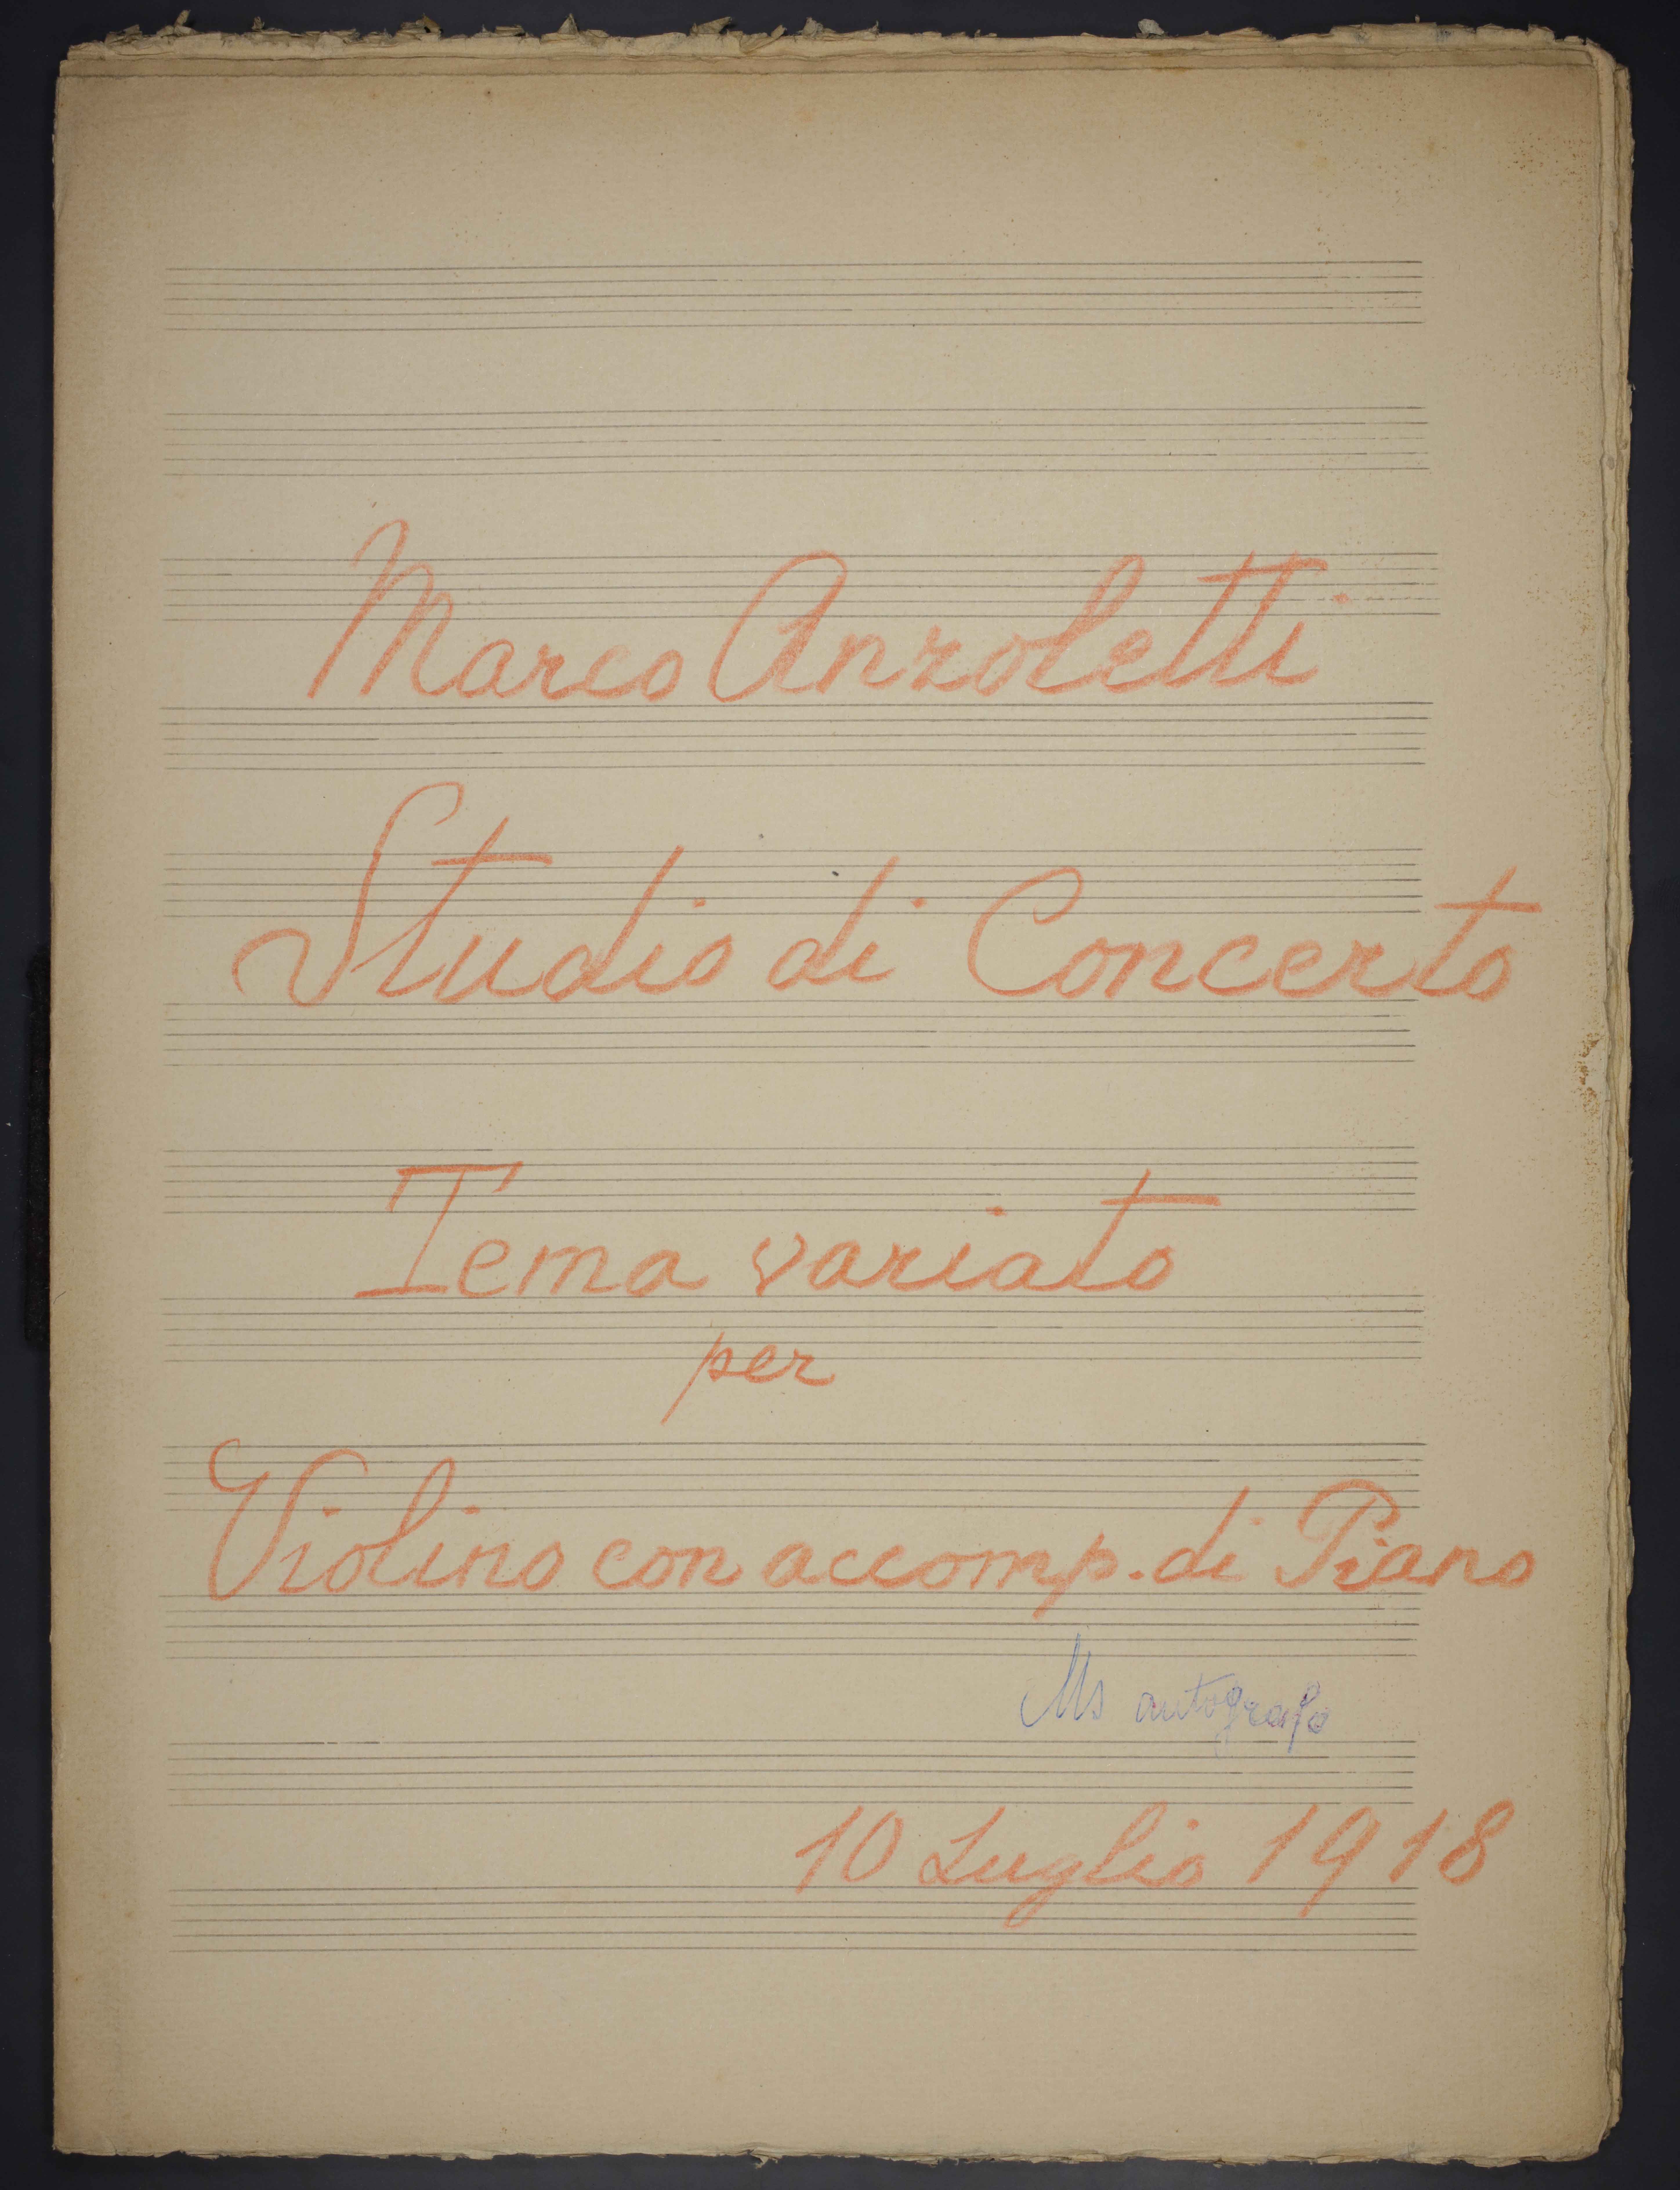 Marco Anzoletti
Studio di Concerto
Tema variato
per
Violino con accomp. di Piano
Ms autografo
10 Luglio 1918